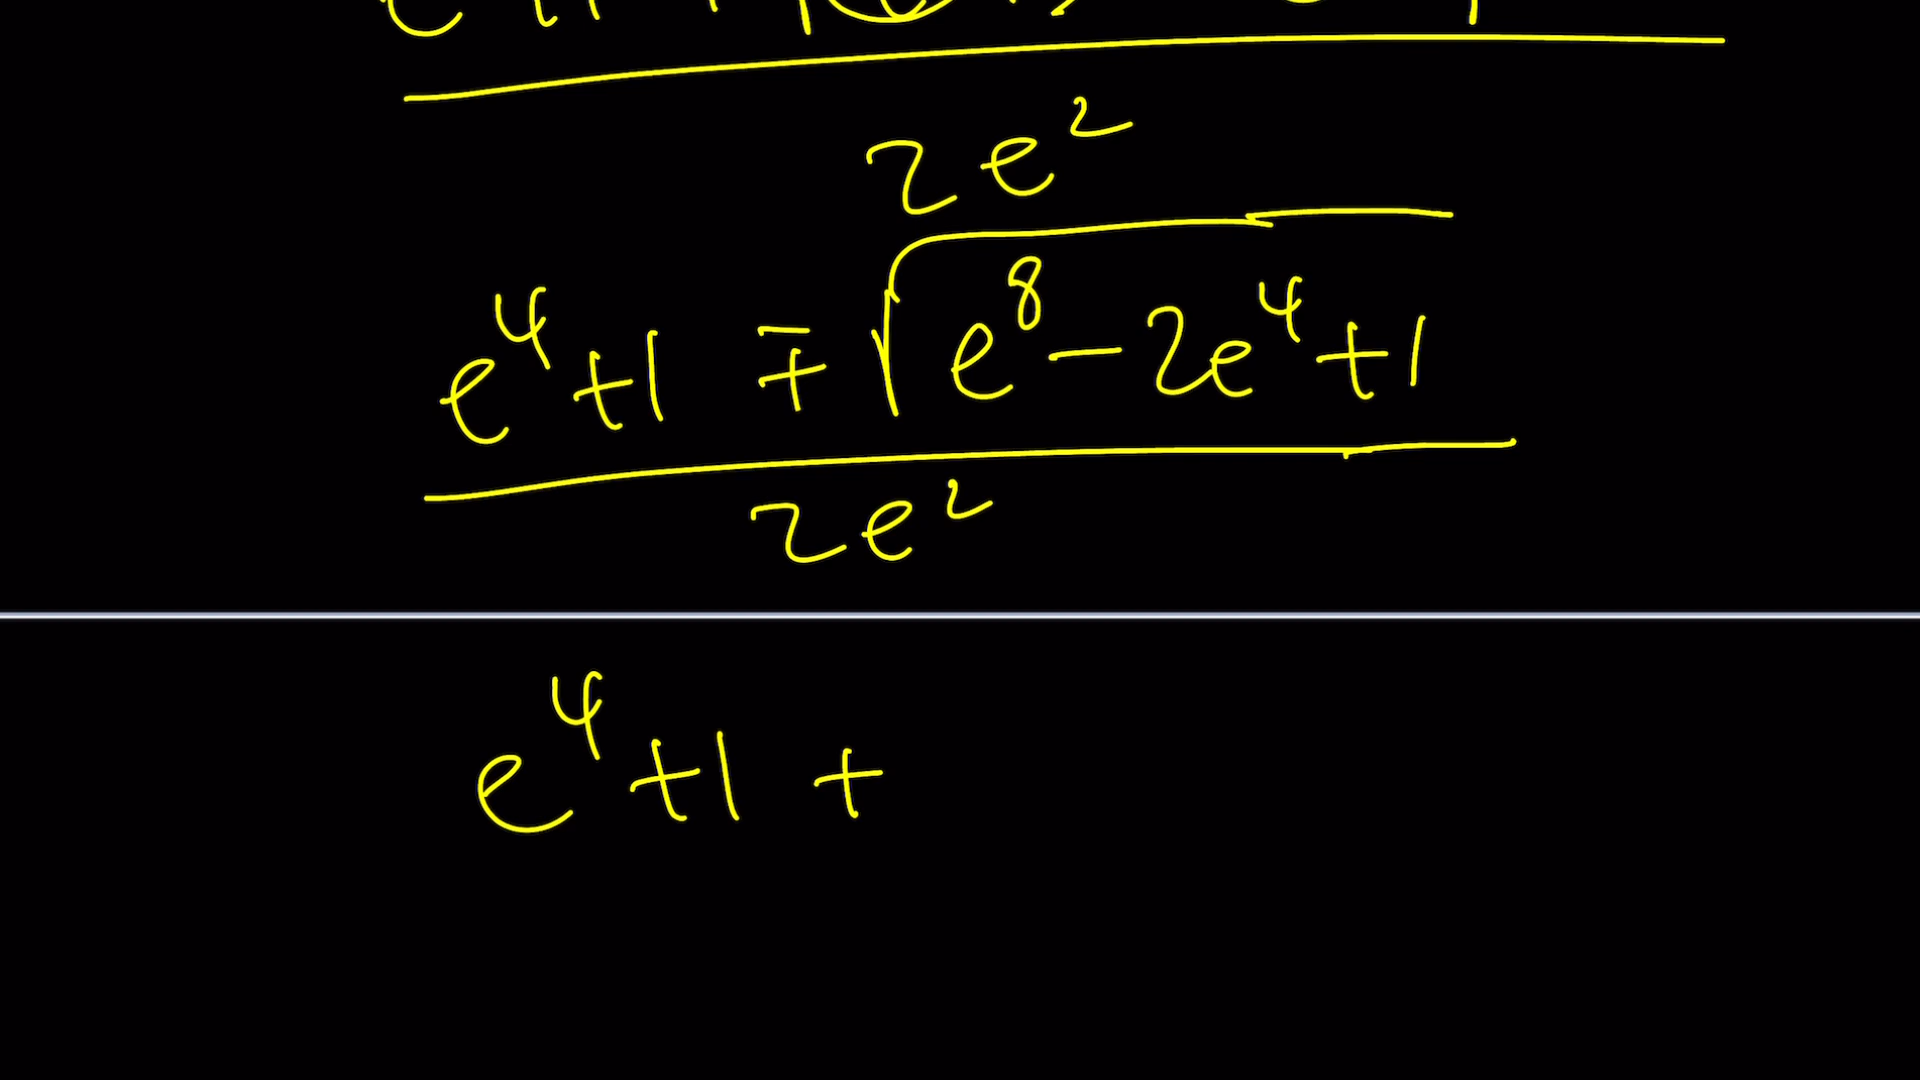 2e²
e⁴+1 ∓ √(e⁸-2e⁴+1)
2e²
e⁴+1 +